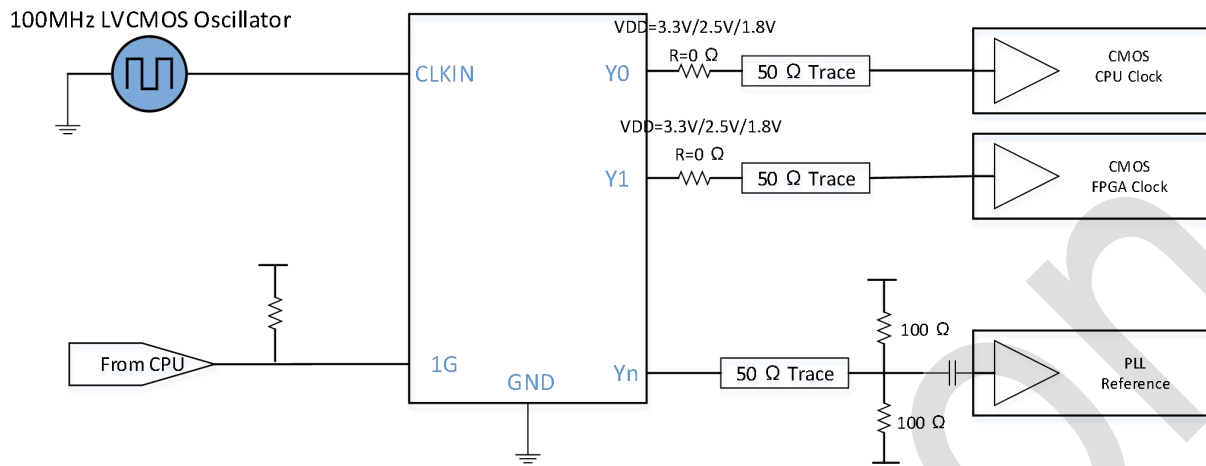 100MHz LVCMOS Oscillator
CLKIN
1G
GND
Y0
Y1
Yn
VDD=3.3V/2.5V/1.8V
R=0 Ω
50 Ω Trace
CMOS
CPU Clock
VDD=3.3V/2.5V/1.8V
R=0 Ω
50 Ω Trace
CMOS
FPGA Clock
From CPU
50 Ω Trace
100 Ω
100 Ω
PLL
Reference